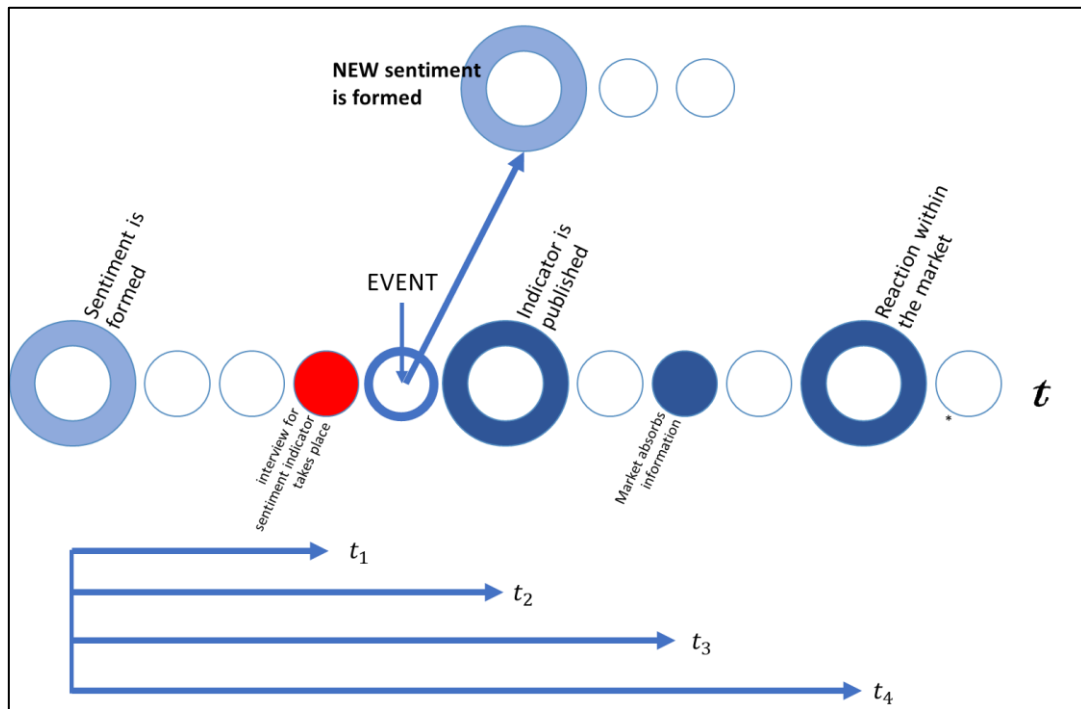 NEW sentiment
is formed
Sentiment is
formed
EVENT
Indicator is
published
Reaction within
the market
t
*
interview for
sentiment indicator
takes place
Market absorbs
information
t₁
t₂
t₃
t₄